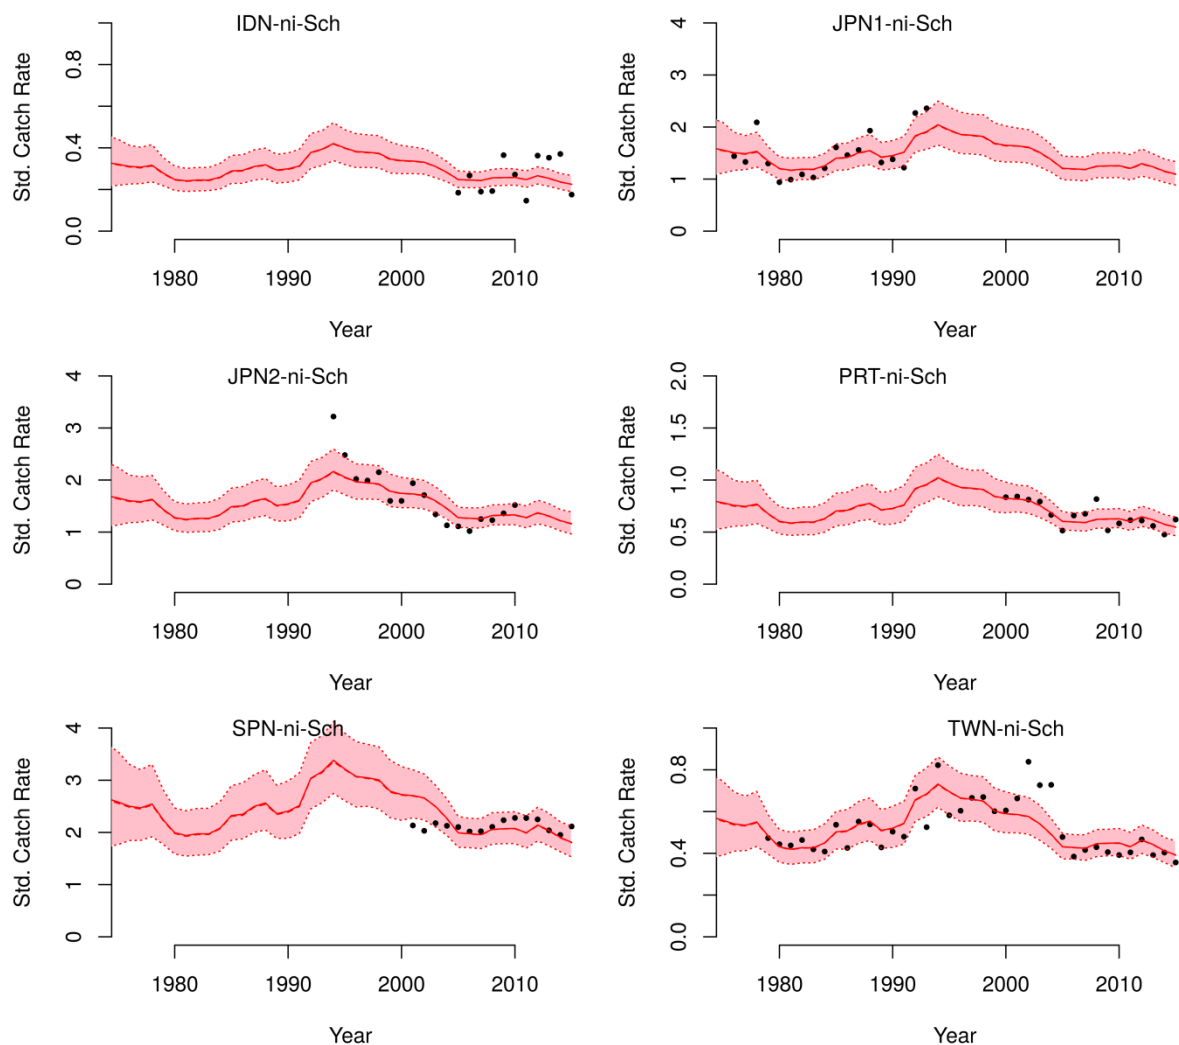 IDN-ni-Sch
Std. Catch Rate
0.0 0.4 0.8
1980 1990 2000 2010
Year
JPN1-ni-Sch
Std. Catch Rate
0 1 2 3 4
1980 1990 2000 2010
Year
JPN2-ni-Sch
Std. Catch Rate
0 1 2 3 4
1980 1990 2000 2010
Year
PRT-ni-Sch
Std. Catch Rate
0.0 0.5 1.0 1.5 2.0
1980 1990 2000 2010
Year
SPN-ni-Sch
Std. Catch Rate
0 1 2 3 4
1980 1990 2000 2010
Year
TWN-ni-Sch
Std. Catch Rate
0.0 0.4 0.8
1980 1990 2000 2010
Year